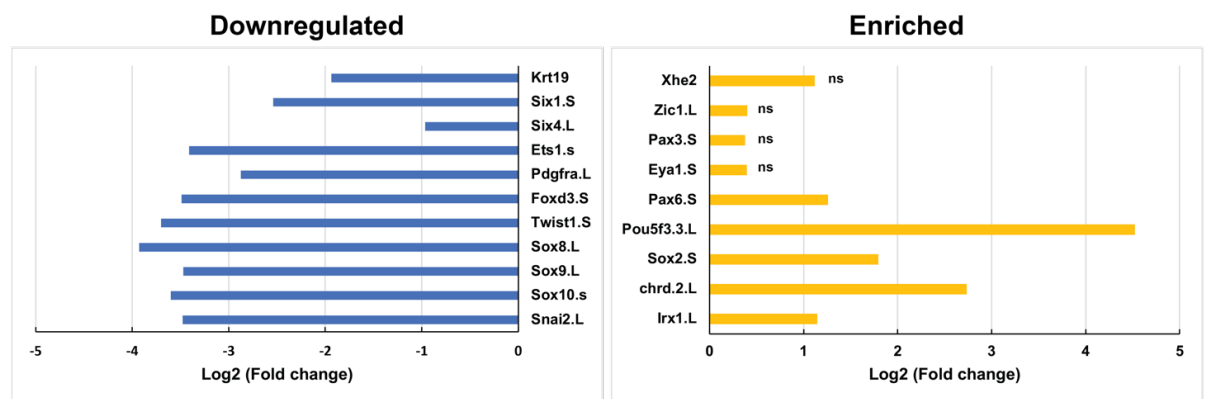 Downregulated
Krt19
Six1.S
Six4.L
Ets1.s
Pdgfra.L
Foxd3.S
Twist1.S
Sox8.L
Sox9.L
Sox10.s
Snai2.L
-5 -4 -3 -2 -1 0
Log2 (Fold change)
Enriched
Xhe2 ns
Zic1.L ns
Pax3.S ns
Eya1.S ns
Pax6.S
Pou5f3.3.L
Sox2.S
chrd.2.L
Irx1.L
0 1 2 3 4 5
Log2 (Fold change)